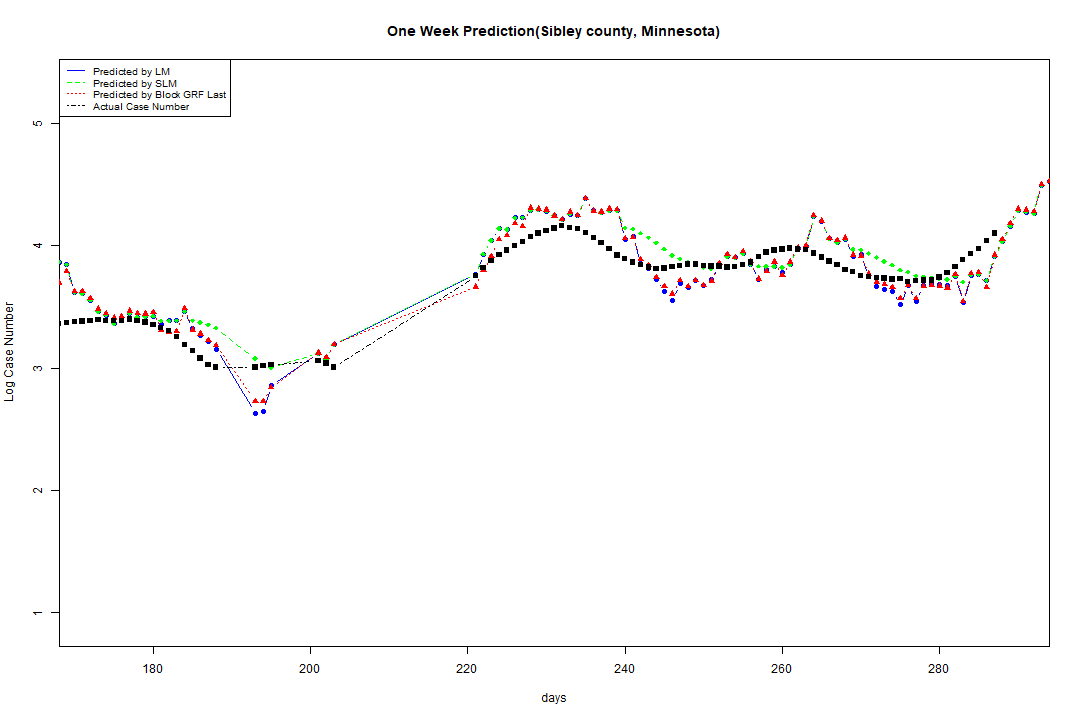 One Week Prediction(Sibley county, Minnesota)
Predicted by LM
Predicted by SLM
Predicted by Block GRF Last
Actual Case Number
Log Case Number
5
4
3
2
1
180 200 220 240 260 280
days